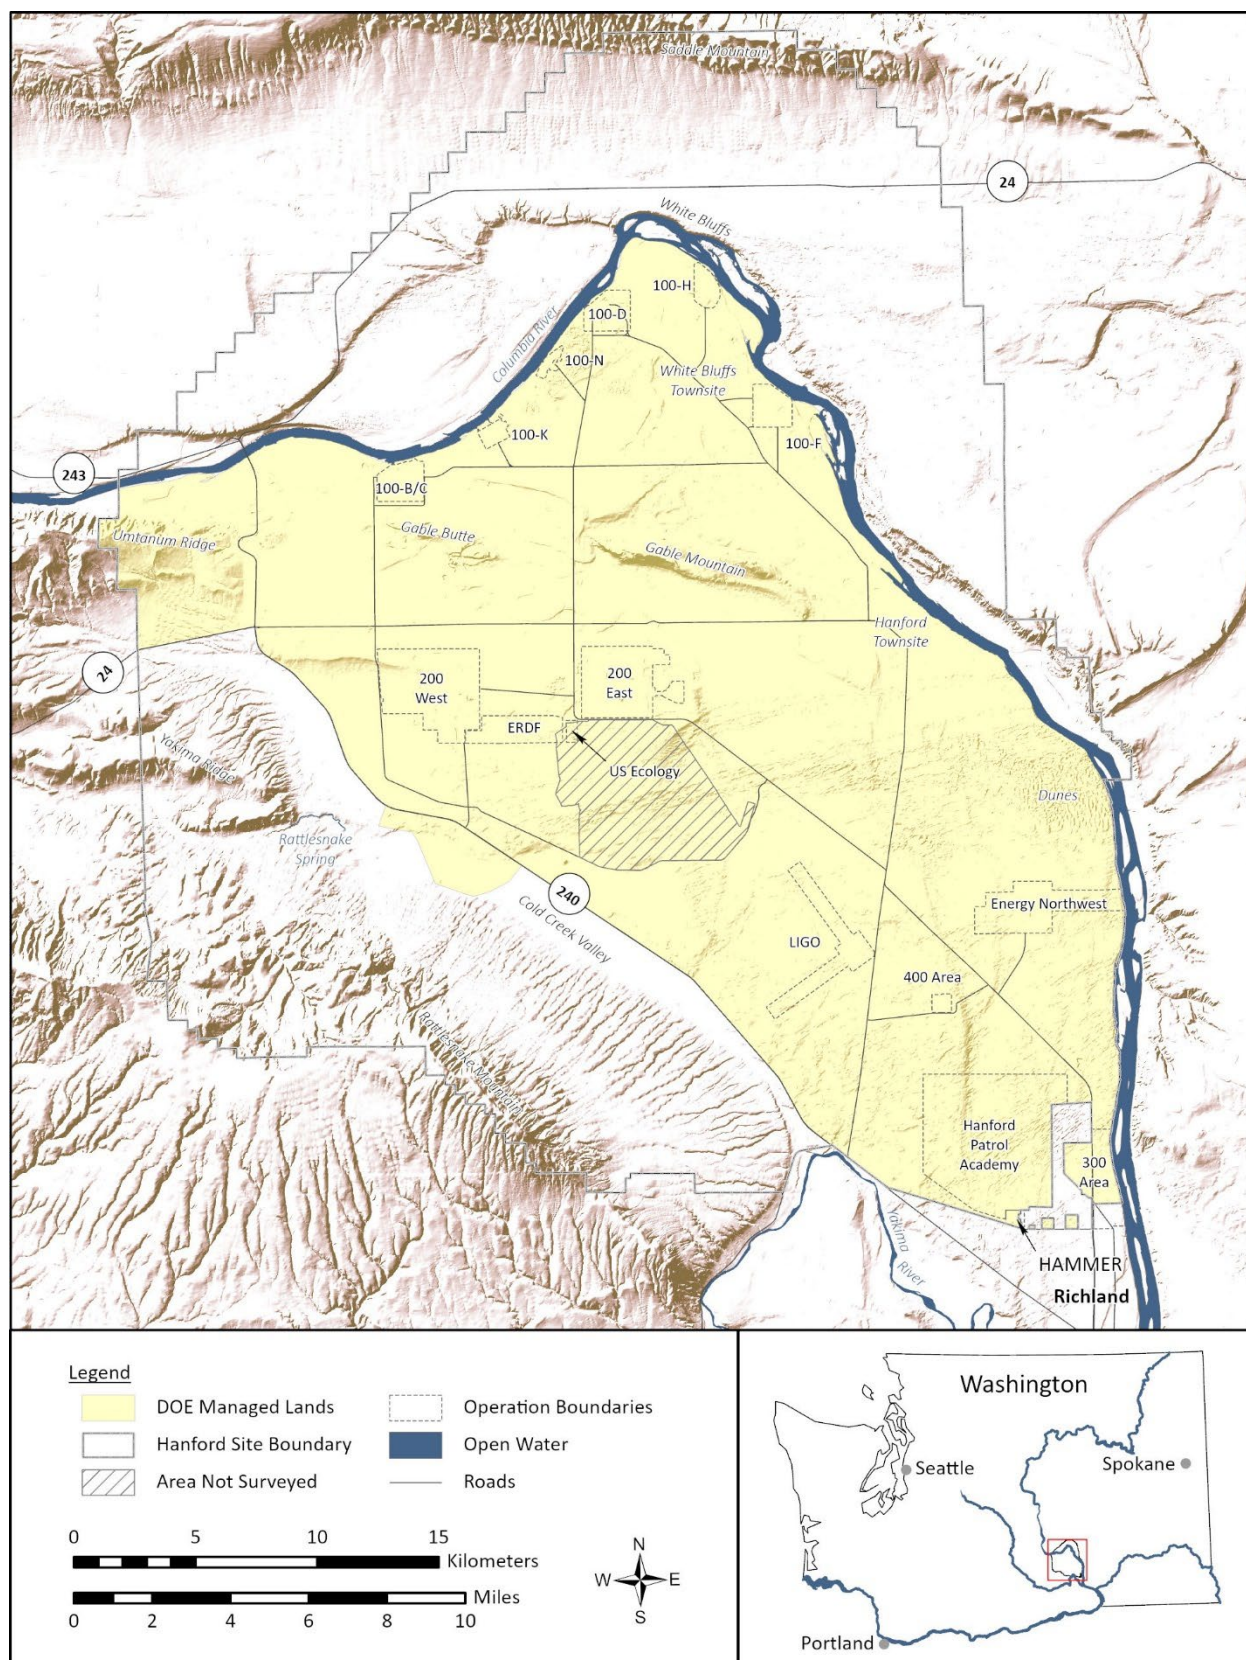 Saddle Mountain
24
White Bluffs
100-H
100-D
Columbia River
100-N
White Bluffs
Townsite
100-K
100-F
243
100-B/C
Gable Butte
Umtanum Ridge
Gable Mountain
Hanford
Townsite
24
200
West
200
East
ERDF
US Ecology
Yakima Ridge
Dunes
Rattlesnake
Spring
240
Energy Northwest
Cold Creek Valley
LIGO
400 Area
Rattlesnake Mountain
Hanford
Patrol
Academy
300
Area
Yakima
River
HAMMER
Richland
Legend
DOE Managed Lands
Operation Boundaries
Hanford Site Boundary
Open Water
Area Not Surveyed
Roads
0 5 10 15
Kilometers
Miles
0 2 4 6 8 10
N
W E
S
Washington
Seattle
Spokane
Portland